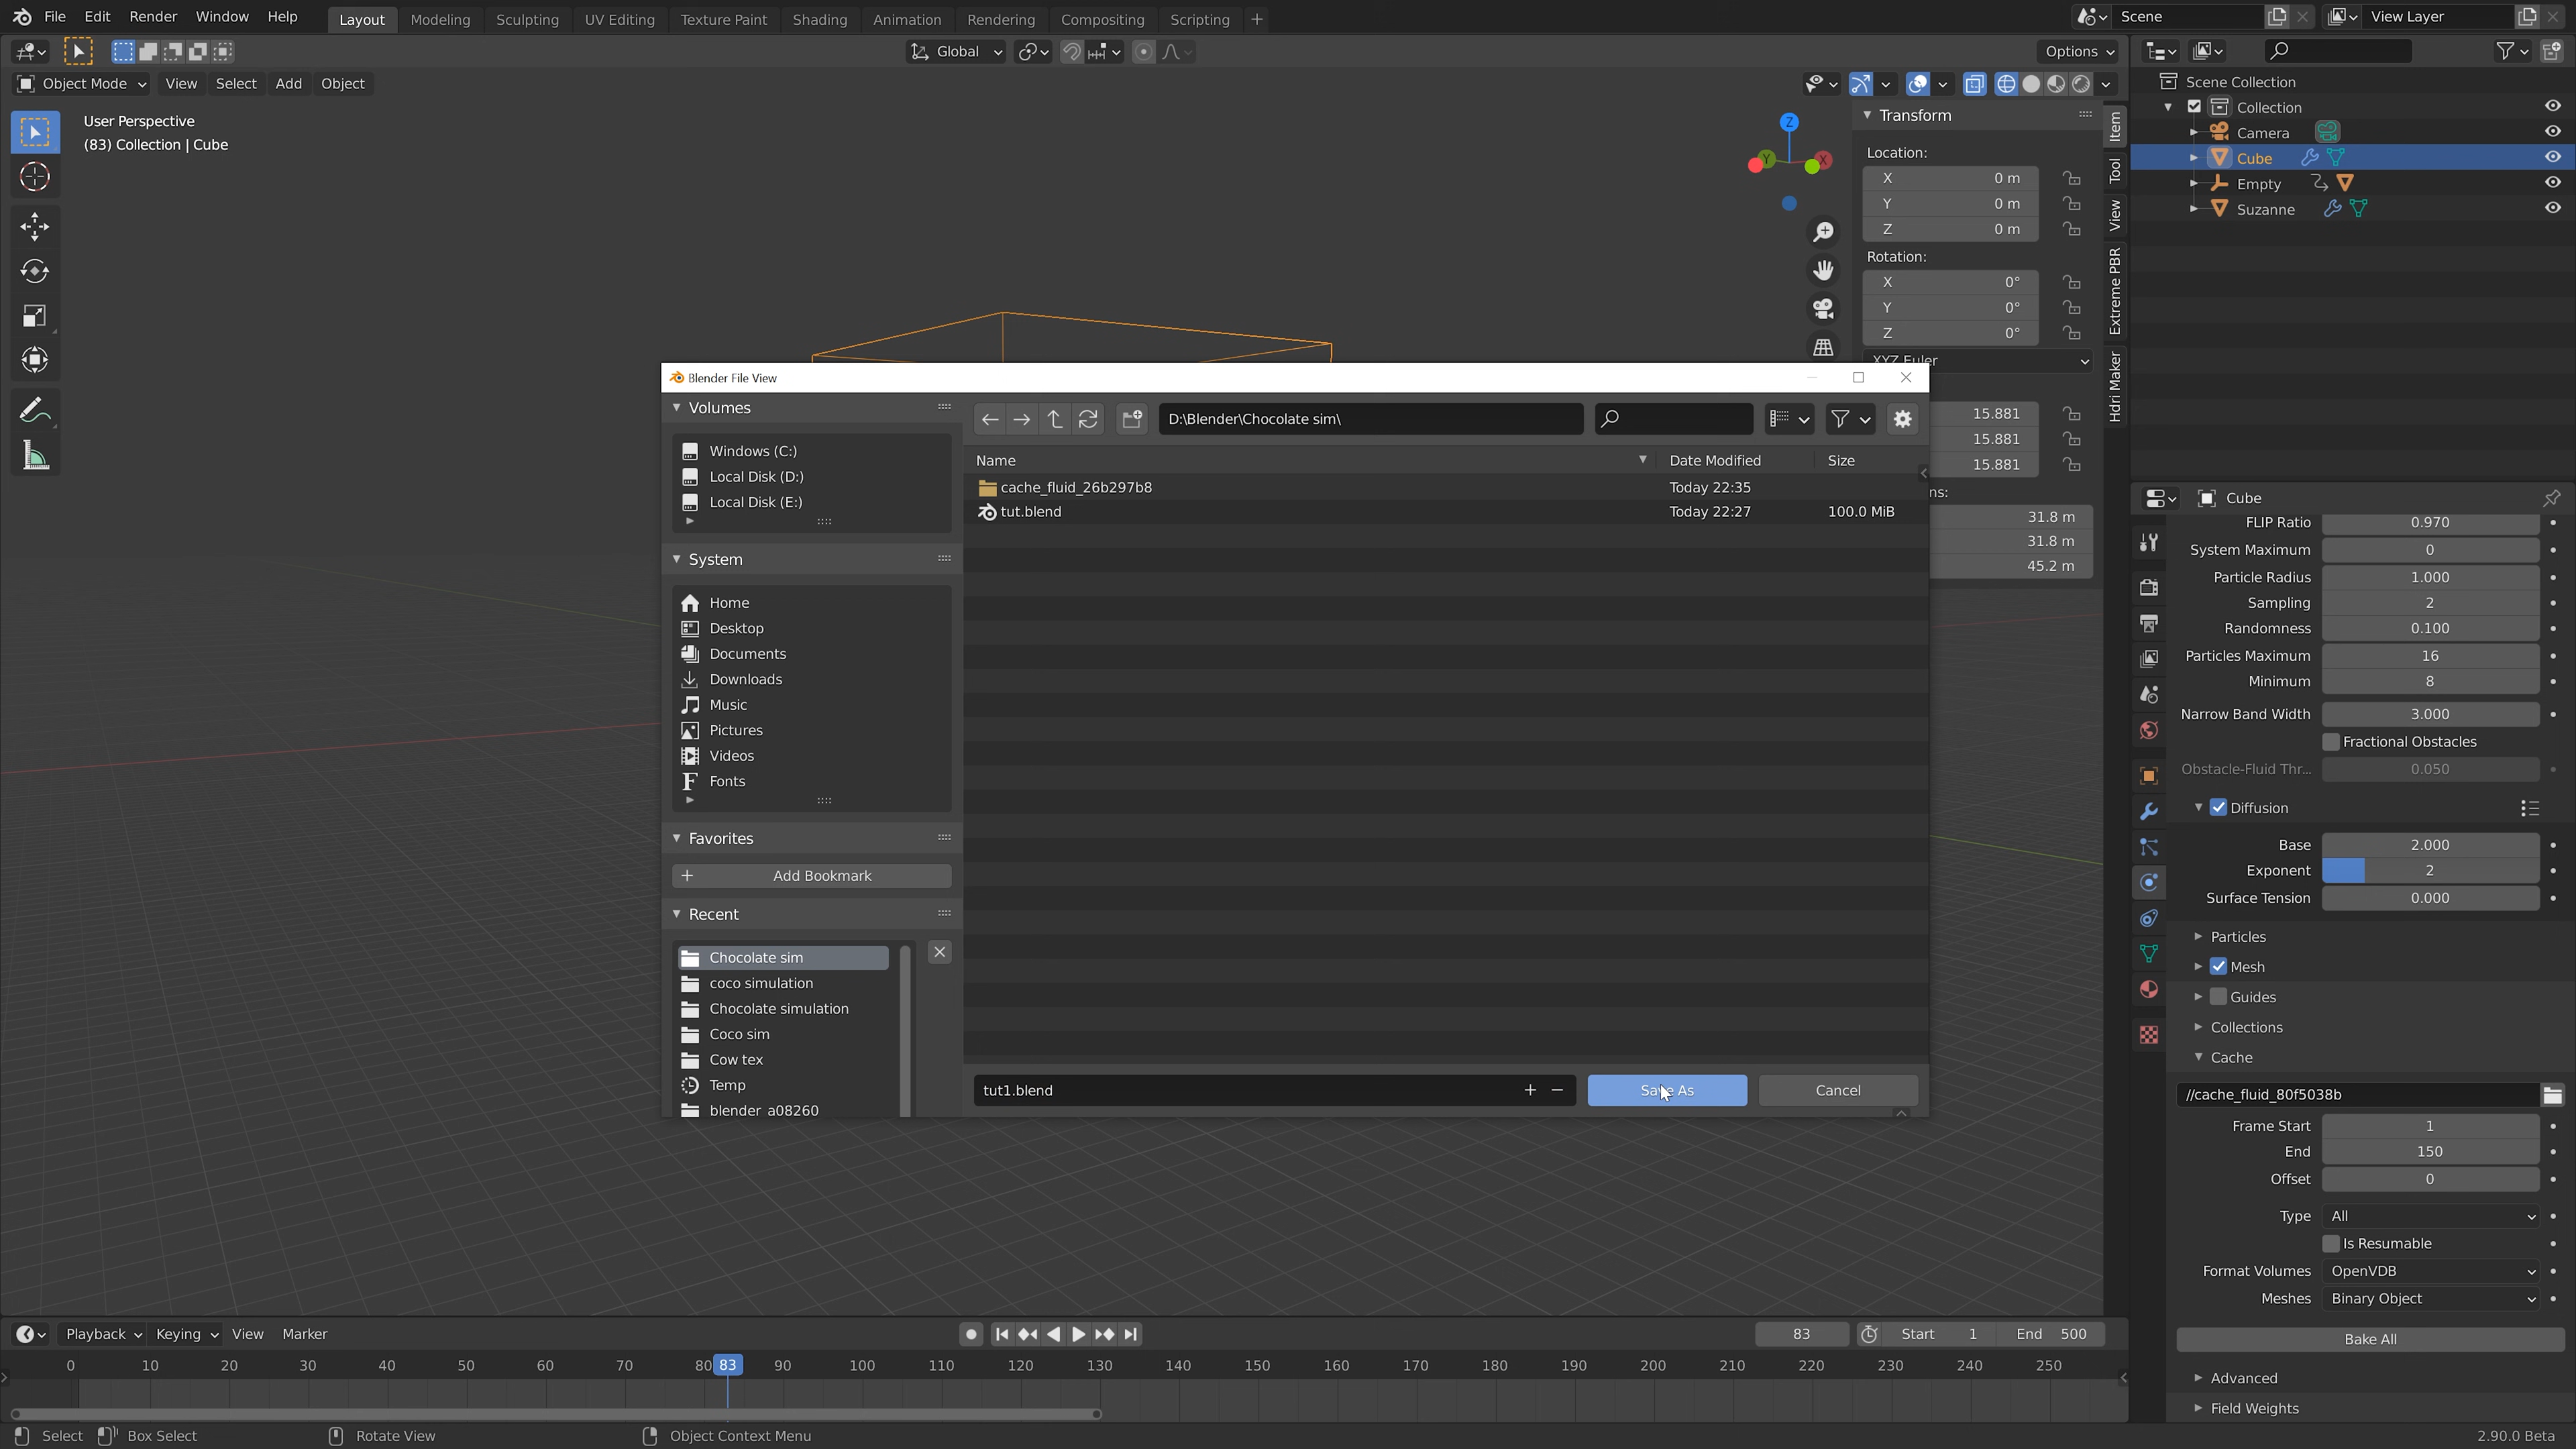 File Edit Render Window Help Layout Modeling Sculpting UV Editing Texture Paint Shading Animation Rendering Compositing Scripting + Scene View Layer
Global Options
Object Mode View Select Add Object
User Perspective
(83) Collection | Cube
Z
Y X
Transform
Location:
X 0 m
Y 0 m
Z 0 m
Rotation:
X 0°
Y 0°
Z 0°
XYZ Euler
15.881
15.881
15.881
ns:
31.8 m
31.8 m
45.2 m
Item
Tool
View
Extreme PBR
Hdri Maker
Scene Collection
Collection
Camera
Cube
Empty
Suzanne
Blender File View
Volumes
Windows (C:)
Local Disk (D:)
Local Disk (E:)
System
Home
Desktop
Documents
Downloads
Music
Pictures
Videos
Fonts
Favorites
Add Bookmark
Recent
Chocolate sim
coco simulation
Chocolate simulation
Coco sim
Cow tex
Temp
blender_a08260
D:\Blender\Chocolate sim\
Name Date Modified Size
cache_fluid_26b297b8 Today 22:35
tut.blend Today 22:27 100.0 MiB
tut1.blend + − Save As Cancel
Cube
FLIP Ratio 0.970
System Maximum 0
Particle Radius 1.000
Sampling 2
Randomness 0.100
Particles Maximum 16
Minimum 8
Narrow Band Width 3.000
Fractional Obstacles
Obstacle-Fluid Thr... 0.050
Diffusion
Base 2.000
Exponent 2
Surface Tension 0.000
Particles
Mesh
Guides
Collections
Cache
//cache_fluid_80f5038b
Frame Start 1
End 150
Offset 0
Type All
Is Resumable
Format Volumes OpenVDB
Meshes Binary Object
Bake All
Advanced
Field Weights
Playback Keying View Marker 83 Start 1 End 500
0 10 20 30 40 50 60 70 80 83 90 100 110 120 130 140 150 160 170 180 190 200 210 220 230 240 250
Select Box Select Rotate View Object Context Menu 2.90.0 Beta